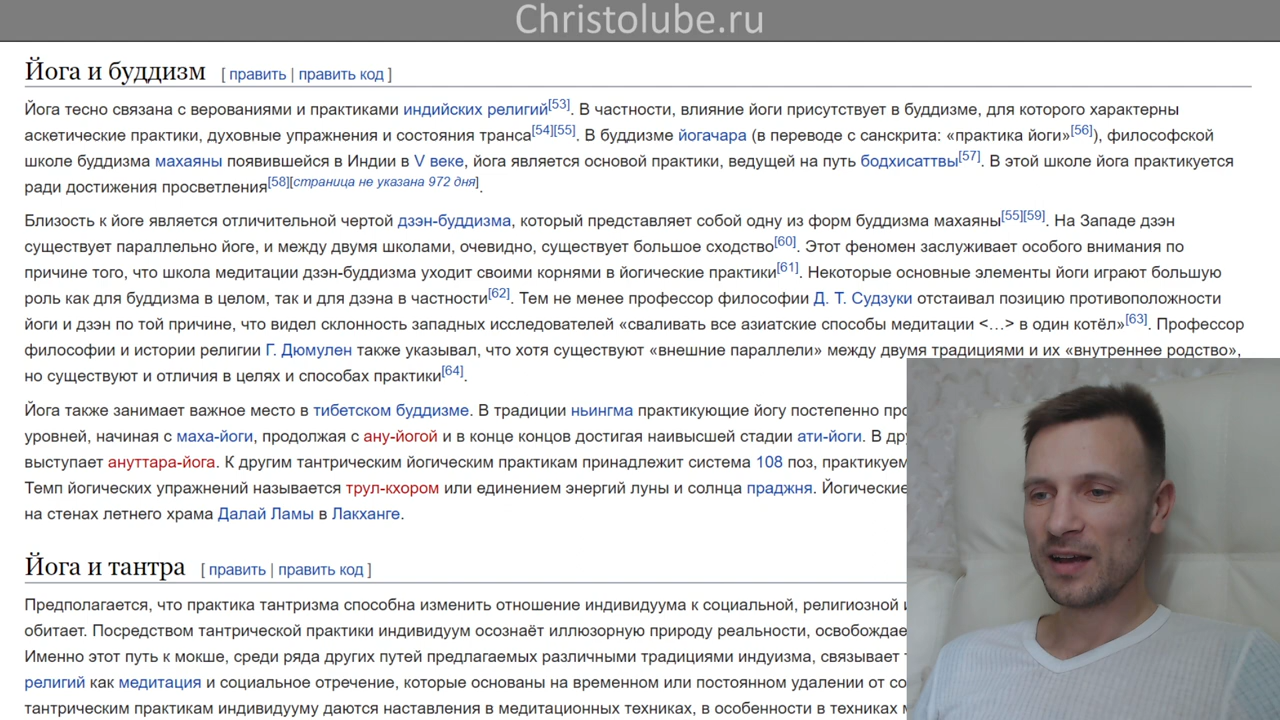 Christolube.ru
Йога и буддизм [ править | править код ]
Йога тесно связана с верованиями и практиками индийских религий[53]. В частности, влияние йоги присутствует в буддизме, для которого характерны
аскетические практики, духовные упражнения и состояния транса[54][55]. В буддизме йогачара (в переводе с санскрита: «практика йоги»[56]), философской
школе буддизма махаяны появившейся в Индии в V веке, йога является основой практики, ведущей на путь бодхисаттвы[57]. В этой школе йога практикуется
ради достижения просветления[58][страница не указана 972 дня].
Близость к йоге является отличительной чертой дзэн-буддизма, который представляет собой одну из форм буддизма махаяны[55][59]. На Западе дзэн
существует параллельно йоге, и между двумя школами, очевидно, существует большое сходство[60]. Этот феномен заслуживает особого внимания по
причине того, что школа медитации дзэн-буддизма уходит своими корнями в йогические практики[61]. Некоторые основные элементы йоги играют большую
роль как для буддизма в целом, так и для дзэна в частности[62]. Тем не менее профессор философии Д. Т. Судзуки отстаивал позицию противоположности
йоги и дзэн по той причине, что видел склонность западных исследователей «сваливать все азиатские способы медитации <...> в один котёл»[63]. Профессор
философии и истории религии Г. Дюмулен также указывал, что хотя существуют «внешние параллели» между двумя традициями и их «внутреннее родство»,
но существуют и отличия в целях и способах практики[64].
Йога также занимает важное место в тибетском буддизме. В традиции ньингма практикующие йогу постепенно
уровней, начиная с маха-йоги, продолжая с ану-йогой и в конце концов достигая наивысшей стадии ати-йоги. В
выступает ануттара-йога. К другим тантрическим йогическим практикам принадлежит система 108 поз,
Темп йогических упражнений называется трул-кхором или единением энергий луны и солнца праджня. Йогические
на стенах летнего храма Далай Ламы в Лакханге.
Йога и тантра [ править | править код ]
Предполагается, что практика тантризма способна изменить отношение индивидуума к социальной, религиозной
обитает. Посредством тантрической практики индивидуум осознаёт иллюзорную природу реальности,
Именно этот путь к мокше, среди ряда других путей предлагаемых различными традициями индуизма, связывает
религий как медитация и социальное отречение, которые основаны на временном или постоянном удалении от
тантрическим практикам индивидууму даются наставления в медитационных техниках, в особенности в техниках